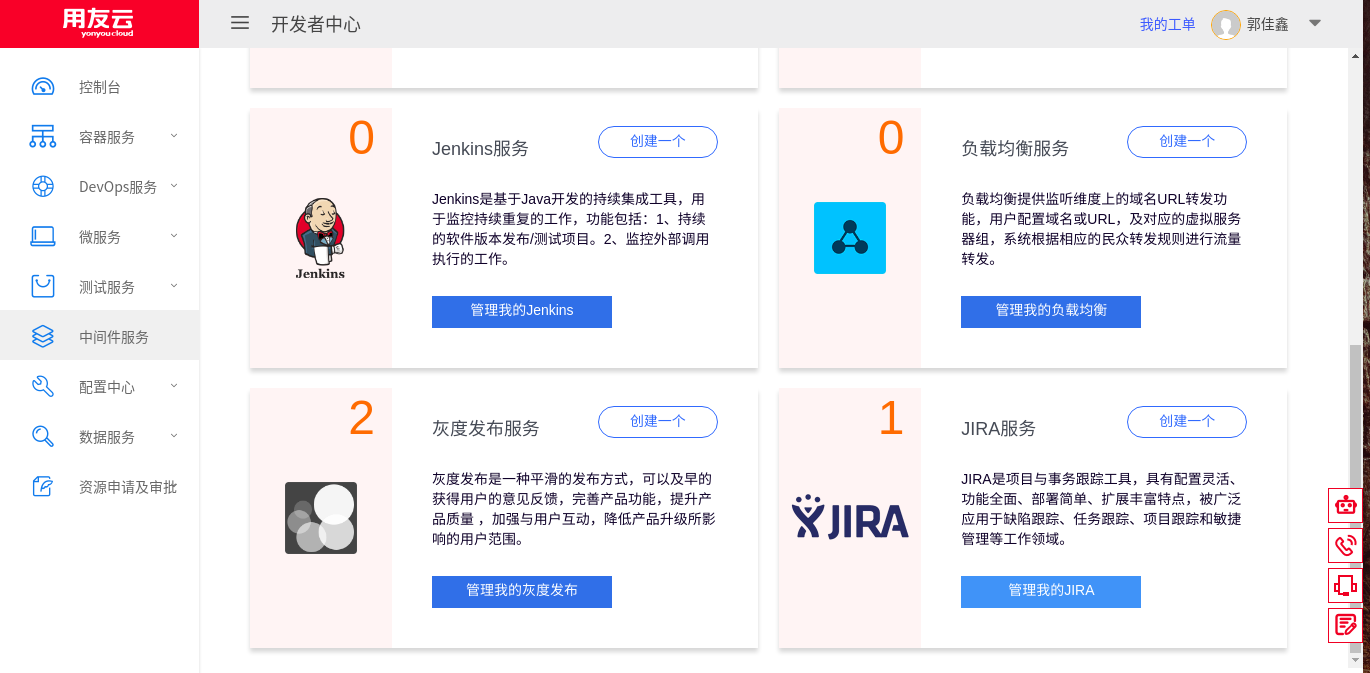 用友云
yonyoucloud
开发者中心
我的工单
郭佳鑫
控制台
容器服务
DevOps服务
微服务
测试服务
中间件服务
配置中心
数据服务
资源申请及审批
0
Jenkins
Jenkins服务
创建一个
Jenkins是基于Java开发的持续集成工具，用
于监控持续重复的工作，功能包括：1、持续
的软件版本发布/测试项目。2、监控外部调用
执行的工作。
管理我的Jenkins
0
负载均衡服务
创建一个
负载均衡提供监听维度上的域名URL转发功
能，用户配置域名或URL，及对应的虚拟服务
器组，系统根据相应的民众转发规则进行流量
转发。
管理我的负载均衡
2
灰度发布服务
创建一个
灰度发布是一种平滑的发布方式，可以及早的
获得用户的意见反馈，完善产品功能，提升产
品质量 ，加强与用户互动，降低产品升级所影
响的用户范围。
管理我的灰度发布
1
JIRA
JIRA服务
创建一个
JIRA是项目与事务跟踪工具，具有配置灵活、
功能全面、部署简单、扩展丰富特点，被广泛
应用于缺陷跟踪、任务跟踪、项目跟踪和敏捷
管理等工作领域。
管理我的JIRA